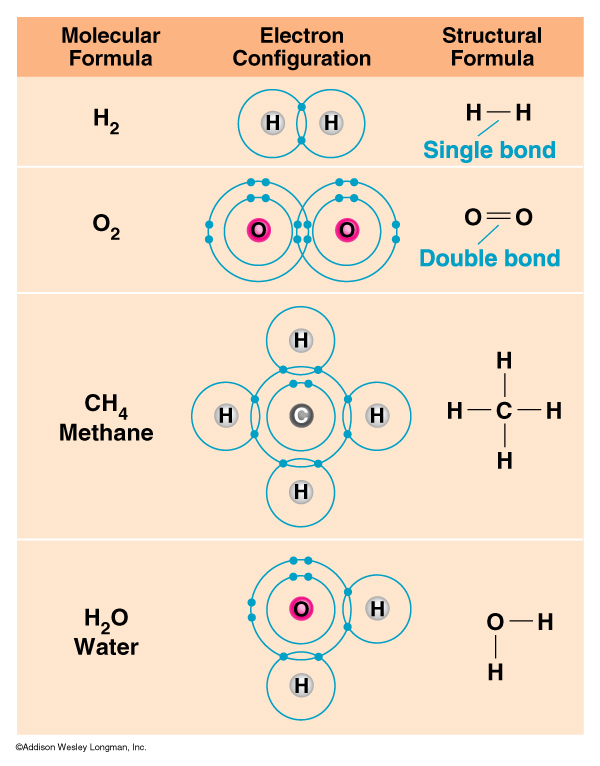 Molecular Formula
Electron Configuration
Structural Formula
H₂
H H
H—H
Single bond
O₂
O O
O=O
Double bond
CH₄
Methane
H
H C H
H
H
H—C—H
H
H₂O
Water
O H
H
O—H
H
©Addison Wesley Longman, Inc.